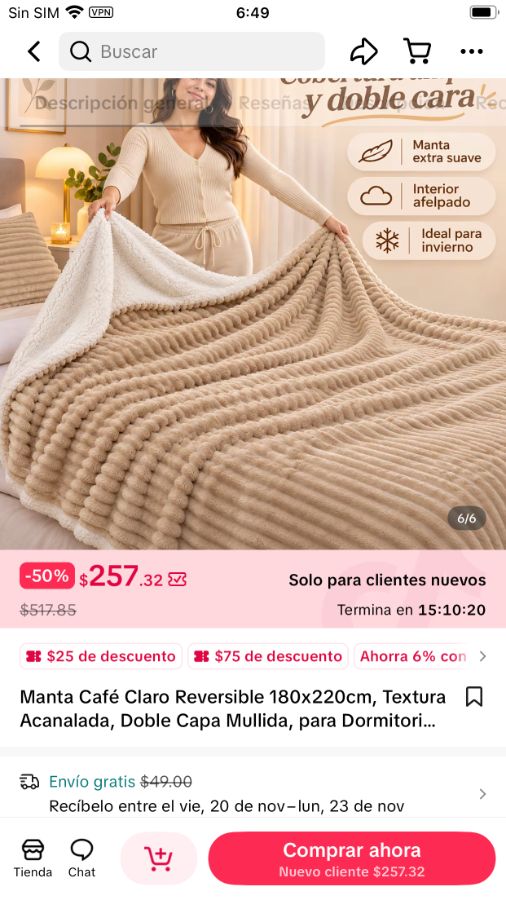 Sin SIM VPN 6:49
Buscar
y doble cara
Descripción general Reseñas
Manta
extra suave
Interior
afelpado
Ideal para
invierno
6/6
-50% $257.32 Solo para clientes nuevos
$517.85 Termina en 15:10:20
$25 de descuento $75 de descuento Ahorra 6% con
Manta Café Claro Reversible 180x220cm, Textura
Acanalada, Doble Capa Mullida, para Dormitori...
Envío gratis $49.00
Recíbelo entre el vie, 20 de nov–lun, 23 de nov
Tienda Chat Comprar ahora
Nuevo cliente $257.32